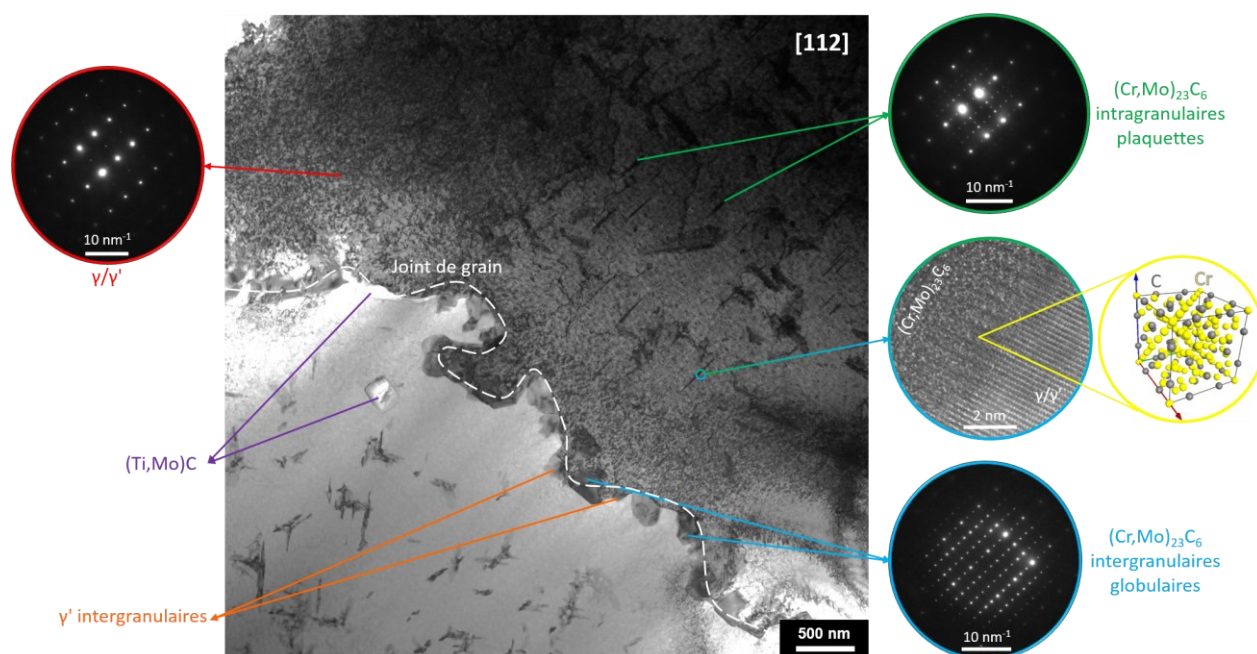 [112]
10 nm⁻¹
γ/γ'
Joint de grain
(Ti,Mo)C
γ' intergranulaires
500 nm
10 nm⁻¹
(Cr,Mo)₂₃C₆
intragranulaires
plaquettes
(Cr,Mo)₂₃C₆
γ/γ'
2 nm
C
Cr
10 nm⁻¹
(Cr,Mo)₂₃C₆
intergranulaires
globulaires